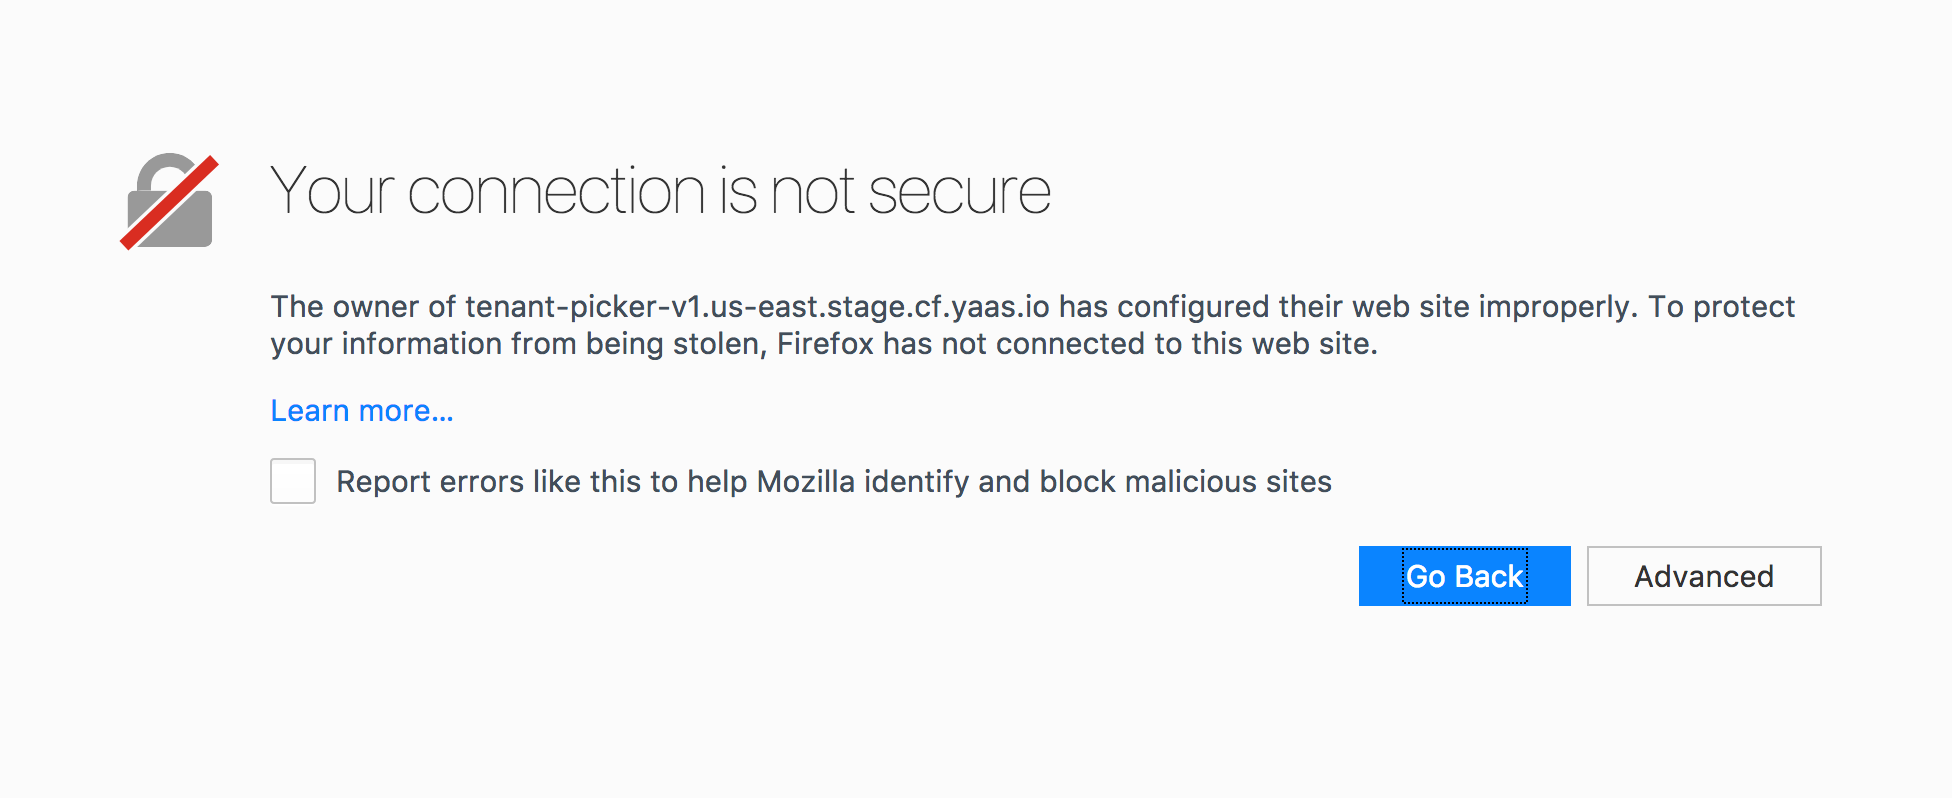 Your connection is not secure
The owner of tenant-picker-v1.us-east.stage.cf.yaas.io has configured their web site improperly. To protect
your information from being stolen, Firefox has not connected to this web site.
Learn more...
Report errors like this to help Mozilla identify and block malicious sites
Go Back
Advanced